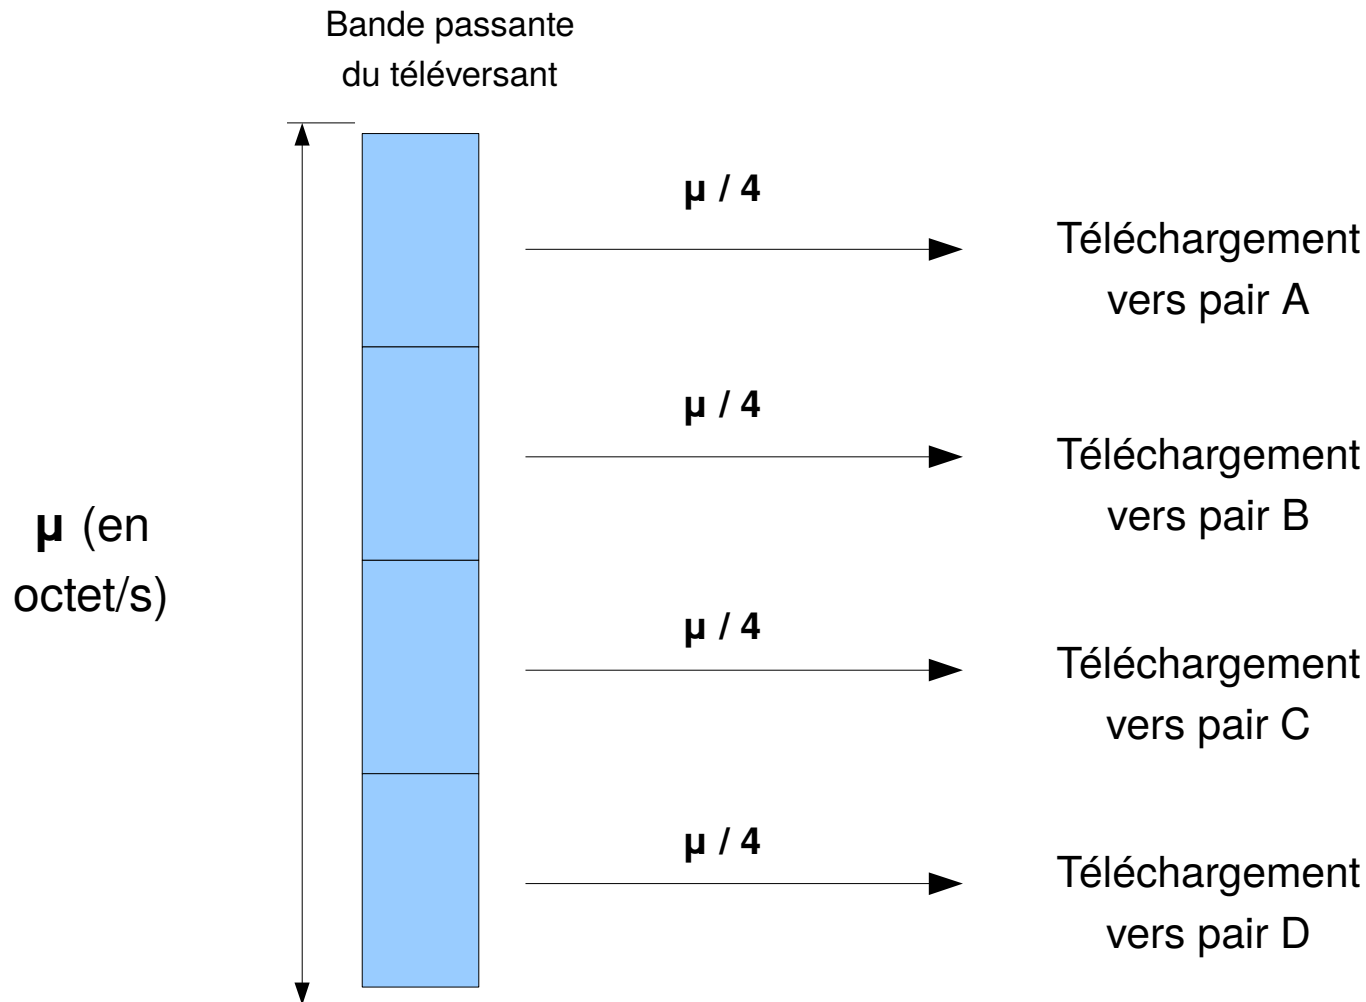 Bande passante
du téléversant
µ / 4
Téléchargement
vers pair A
µ / 4
Téléchargement
vers pair B
µ (en
octet/s)
µ / 4
Téléchargement
vers pair C
µ / 4
Téléchargement
vers pair D